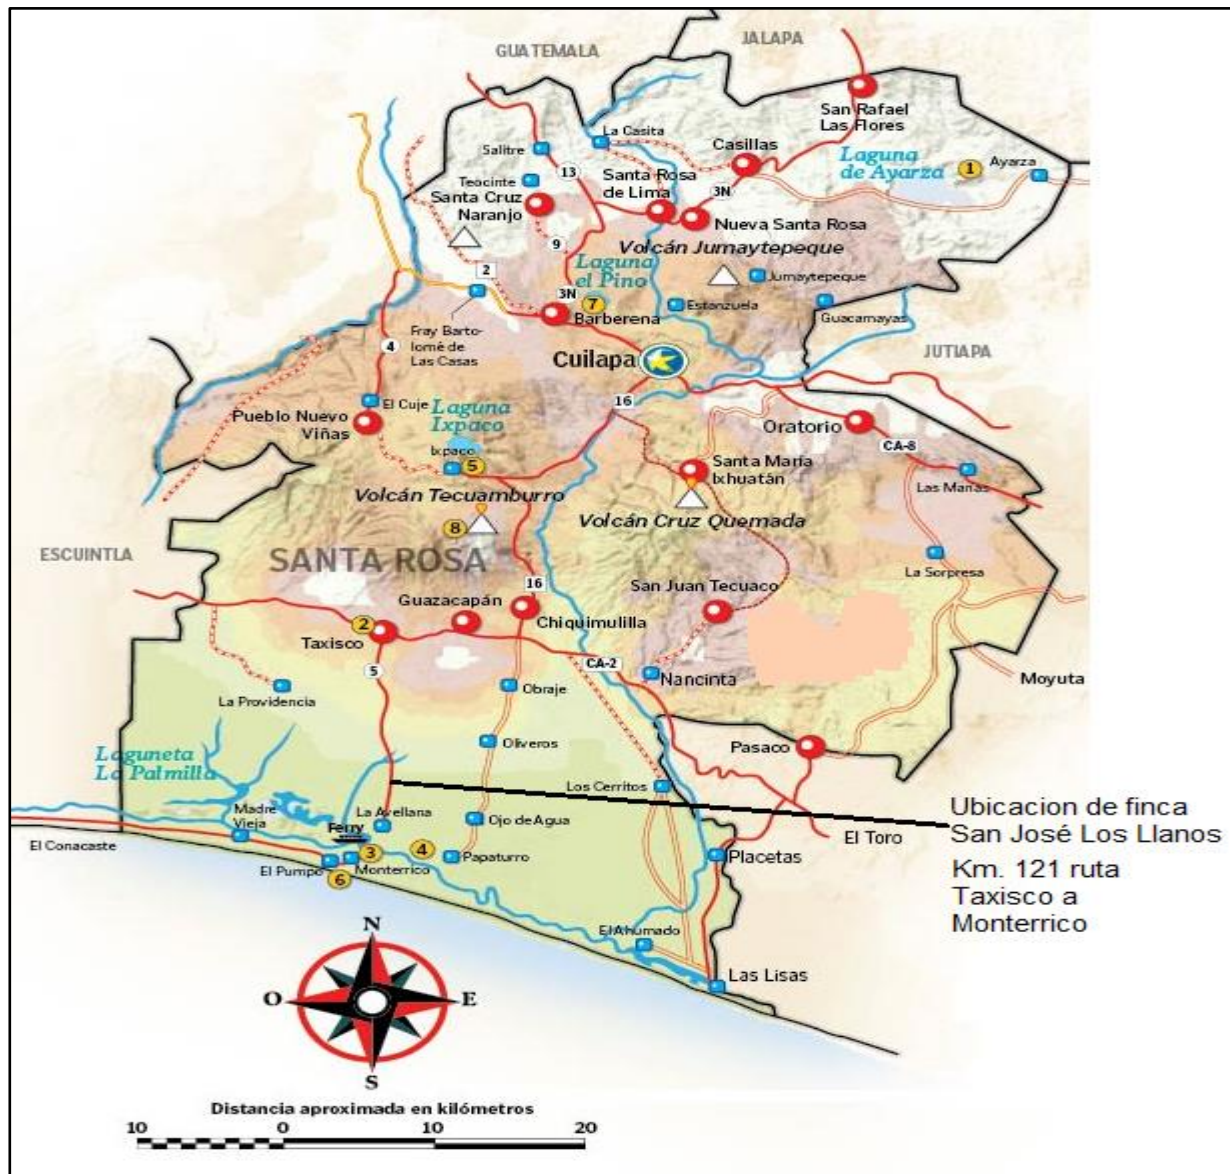 GUATEMALA
JALAPA
San Rafael
Las Flores
La Casita
Casillas
Salitre
Laguna
de Ayarza
1
Ayarza
13
Teocinte
Santa Rosa
de Lima
3N
Santa Cruz
Naranjo
Nueva Santa Rosa
9
Volcán Jumaytepeque
2
Laguna
el Pino
Jumaytepeque
3N
7
Estanzuela
Guacamayas
Barberena
Fray Barto-
lomé de
Las Casas
4
Cuilapa
JUTIAPA
16
El Cuje
Laguna
Ixpaco
Pueblo Nuevo
Viñas
Oratorio
CA-8
Ixpaco
5
Santa María
Ixhuatán
Las Mañas
Volcán Tecuamburro
Volcán Cruz Quemada
8
ESCUINTLA
SANTA ROSA
La Sorpresa
16
San Juan Tecuaco
Guazacapán
Chiquimulilla
2
Taxisco
CA-2
5
Nancinta
Moyuta
La Providencia
Obraje
Laguneta
La Palmilla
Oliveros
Pasaco
Los Cerritos
Madre
Vieja
La Avellana
Ojo de Agua
El Toro
Ubicacion de finca
San José Los Llanos
Km. 121 ruta
Taxisco a
Monterrico
Ferry
El Conacaste
3
4
Papaturro
Placetas
El Pumpo
Monterrico
6
El Ahumado
Las Lisas
N
O
E
S
Distancia aproximada en kilómetros
10 0 10 20